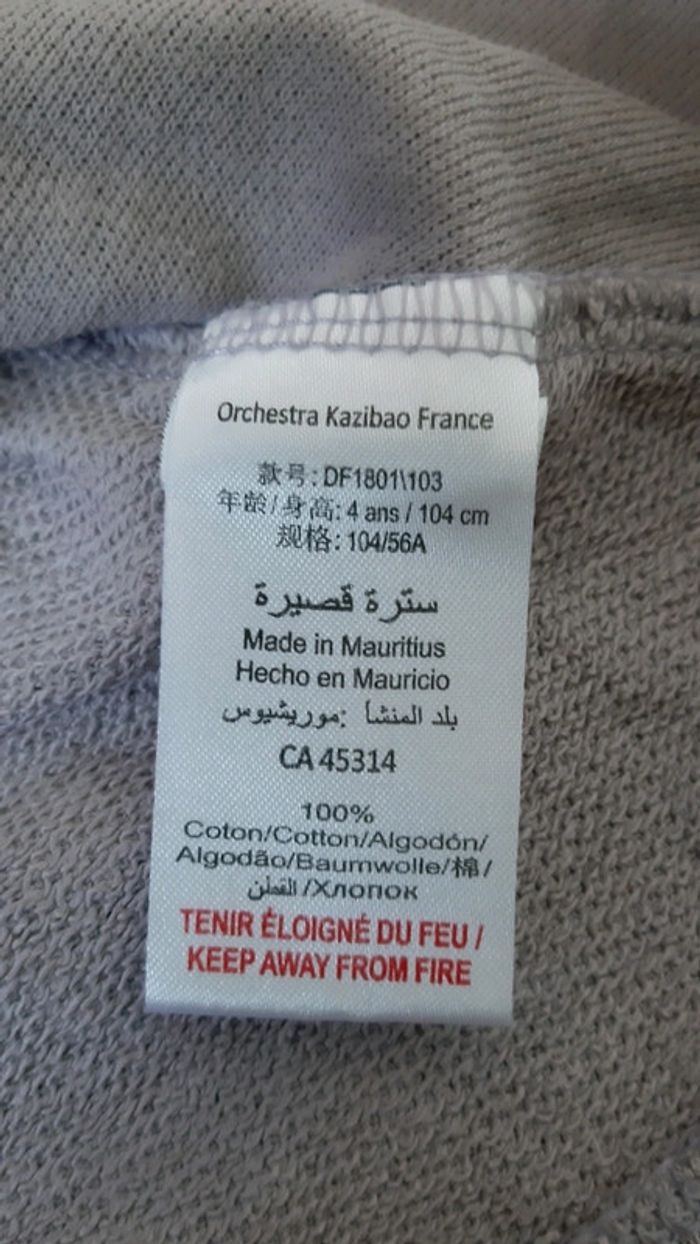 Orchestra Kazibao France
款号: DF1801\103
年龄/身高: 4 ans / 104 cm
规格: 104/56A
سترة قصيرة
Made in Mauritius
Hecho en Mauricio
بلد المنشأ: موريشيوس
CA 45314
100%
Coton/Cotton/Algodón/
Algodão/Baumwolle/棉/
القطن/Хлопок
TENIR ÉLOIGNÉ DU FEU /
KEEP AWAY FROM FIRE